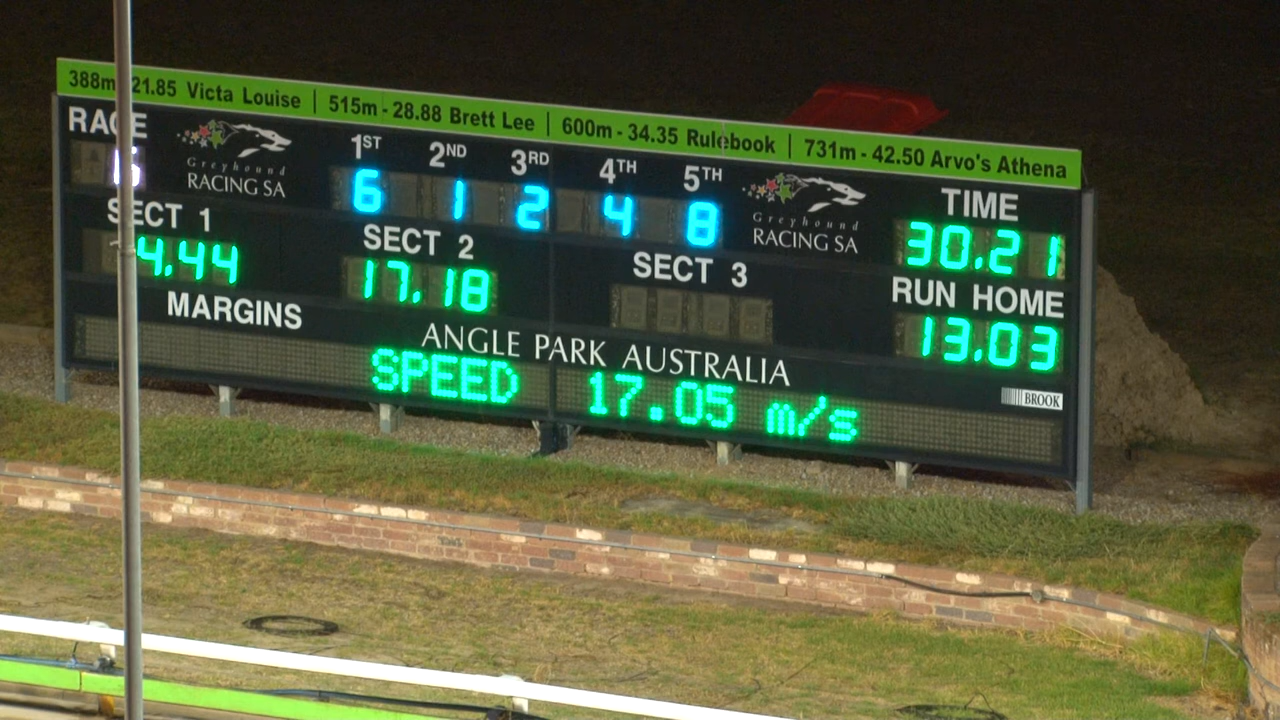 388m - 21.85 Victa Louise | 515m - 28.88 Brett Lee | 600m - 34.35 Rulebook | 731m - 42.50 Arvo's Athena
RACE
Greyhound
RACING SA
1ST 2ND 3RD 4TH 5TH
6 1 2 4 8
Greyhound
RACING SA
TIME
30.21
SECT 1
4.44
SECT 2
17.18
SECT 3
RUN HOME
13.03
MARGINS
ANGLE PARK AUSTRALIA
SPEED 17.05 m/s
BROOK